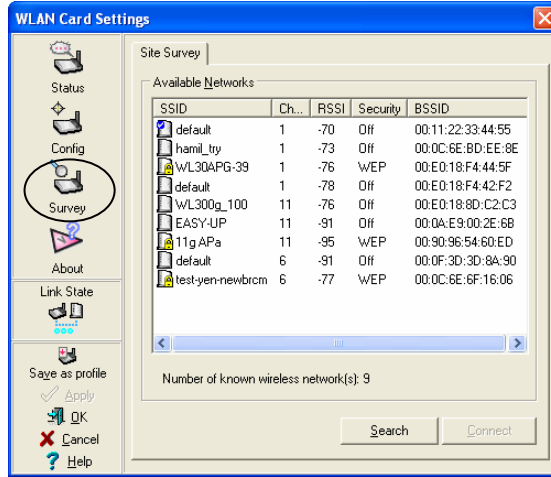 WLAN Card Settings
Status
Config
Survey
About
Link State
Save as profile
Apply
OK
Cancel
Help
Site Survey
Available Networks
SSID Ch... RSSI Security BSSID
default 1 -70 Off 00:11:22:33:44:55
hamil_try 1 -73 Off 00:0C:6E:BD:EE:8E
WL30APG-39 1 -76 WEP 00:E0:18:F4:44:5F
default 1 -78 Off 00:E0:18:F4:42:F2
WL300g_100 11 -76 Off 00:E0:18:8D:C2:C3
EASY-UP 11 -91 Off 00:0A:E9:00:2E:6B
11g APa 11 -95 WEP 00:90:96:54:60:ED
default 6 -91 Off 00:0F:3D:3D:8A:90
test-yen-newbrcm 6 -77 WEP 00:0C:6E:6F:16:06
Number of known wireless network(s): 9
Search
Connect